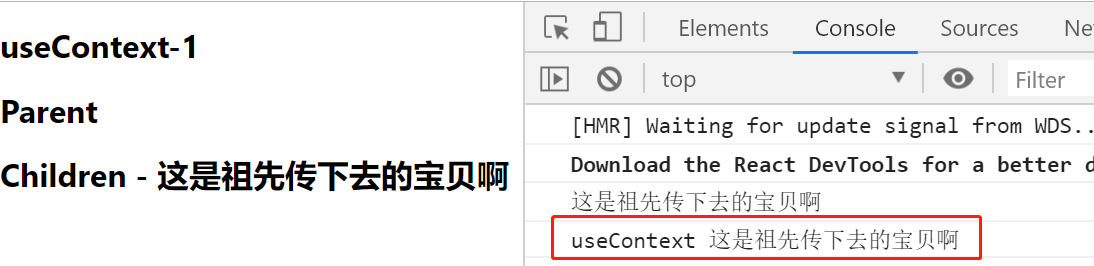 useContext-1
Parent
Children - 这是祖先传下去的宝贝啊
Elements Console Sources Ne
top Filter
[HMR] Waiting for update signal from WDS..
Download the React DevTools for a better d
这是祖先传下去的宝贝啊
useContext 这是祖先传下去的宝贝啊